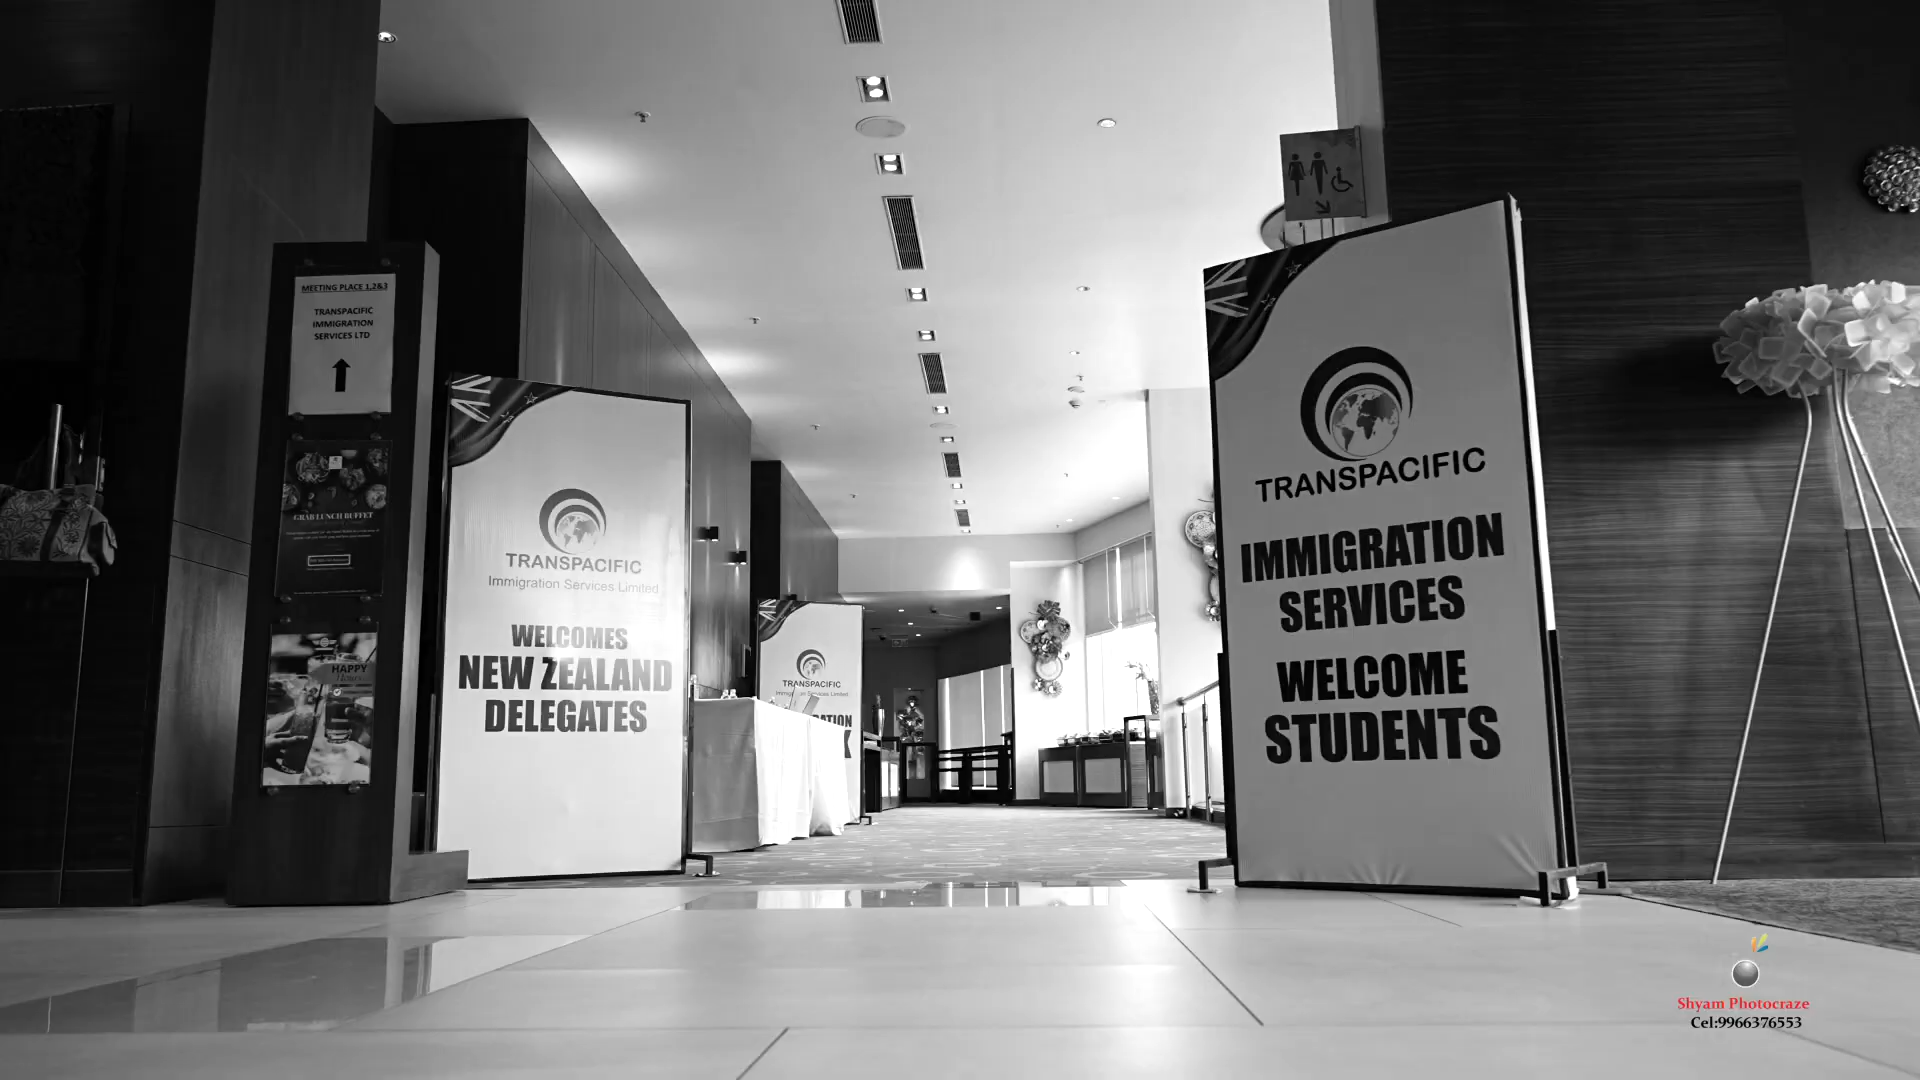 MEETING PLACE 1,2&3
TRANSPACIFIC
IMMIGRATION
SERVICES LTD
GRAB LUNCH BUFFET
HAPPY
TRANSPACIFIC
Immigration Services Limited
WELCOMES
NEW ZEALAND
DELEGATES
TRANSPACIFIC
TRANSPACIFIC
IMMIGRATION
SERVICES
WELCOME
STUDENTS
Shyam Photocraze
Cel:9966376553